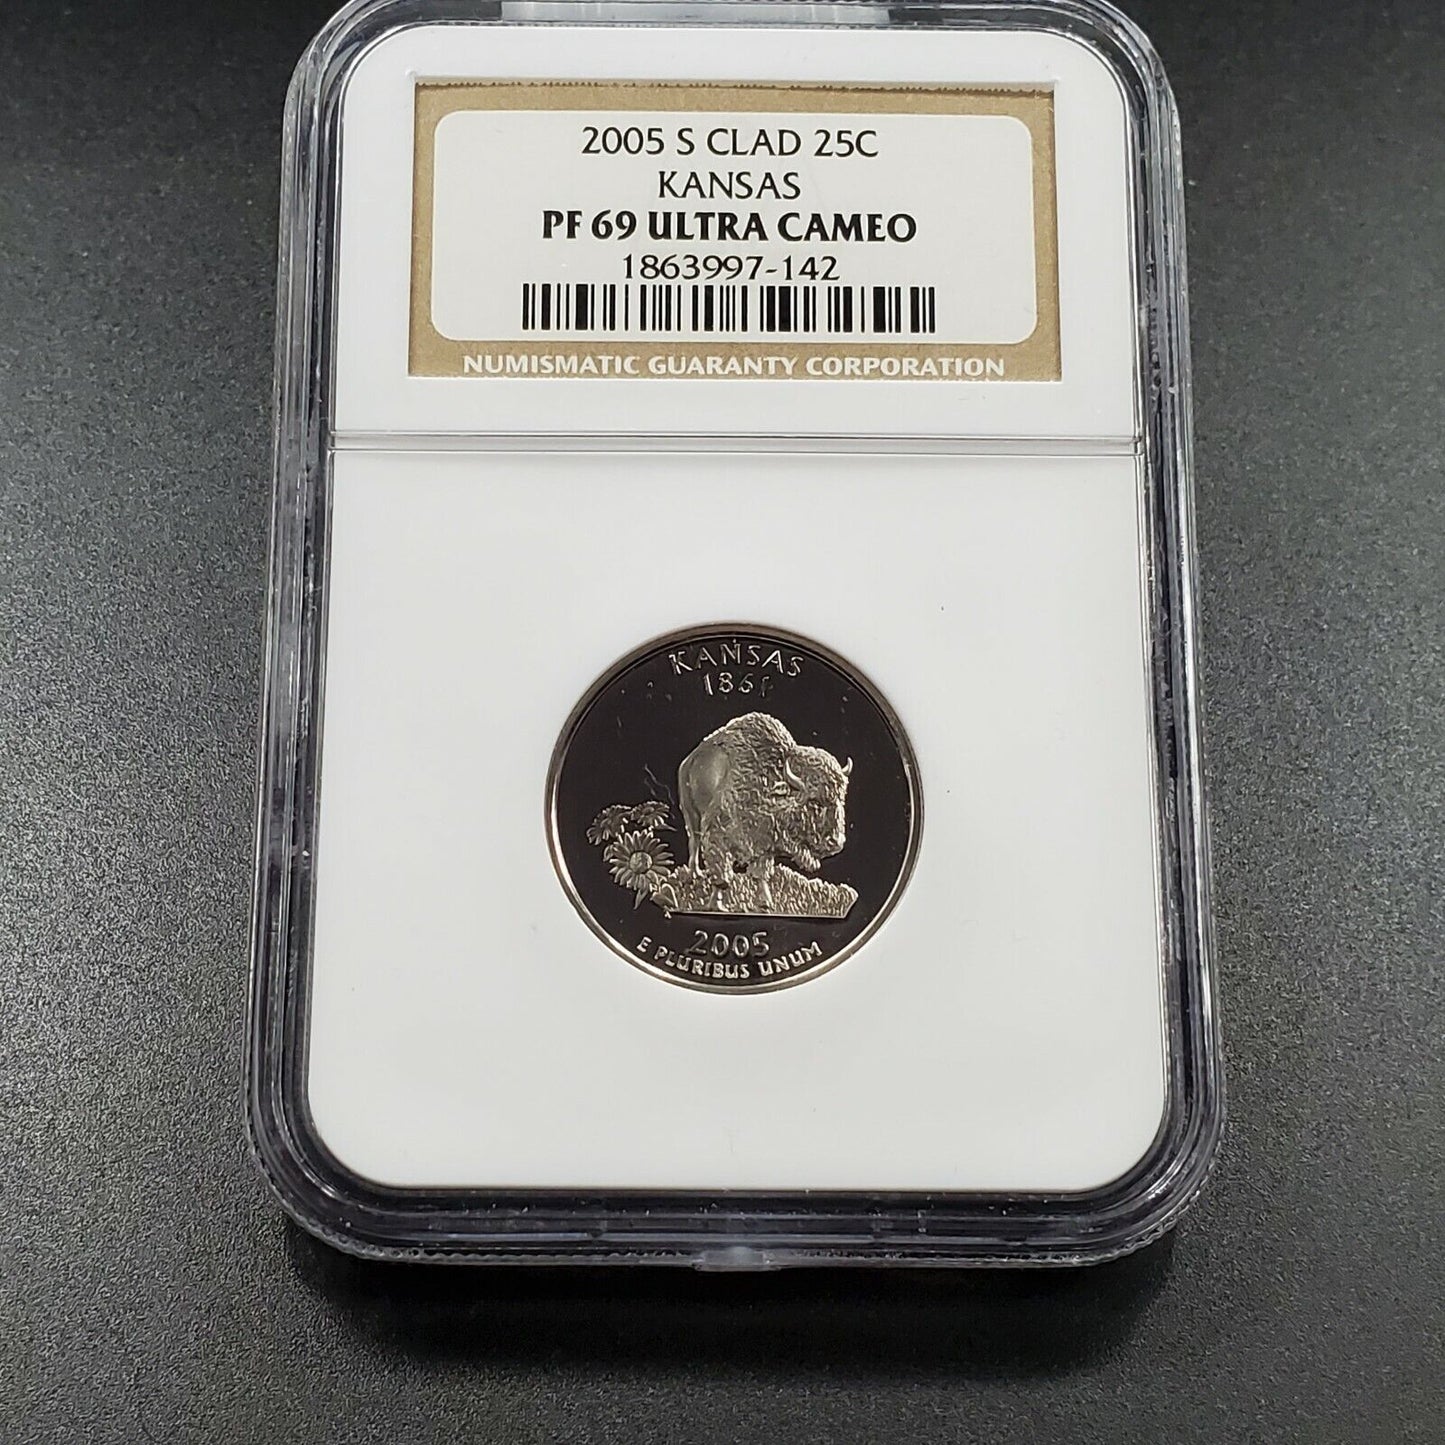 2005 S CLAD 25C
KANSAS
PF 69 ULTRA CAMEO
1863997-142
NUMISMATIC GUARANTY CORPORATION
KANSAS
1861
2005
E PLURIBUS UNUM